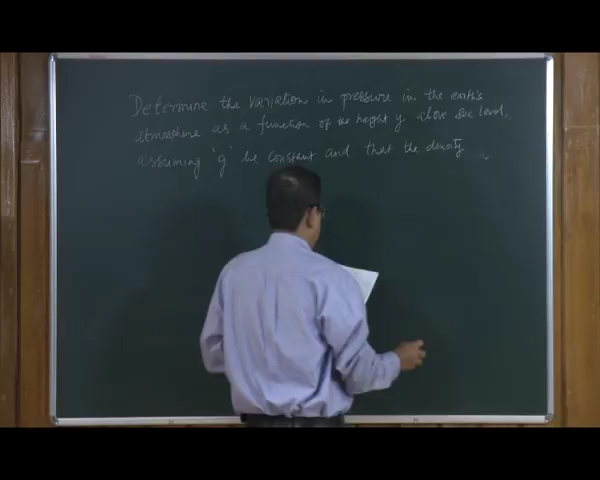 Determine the variation in pressure in the earth's
atmosphere as a function of the height y above sea level,
assuming 'g' be constant and that the density